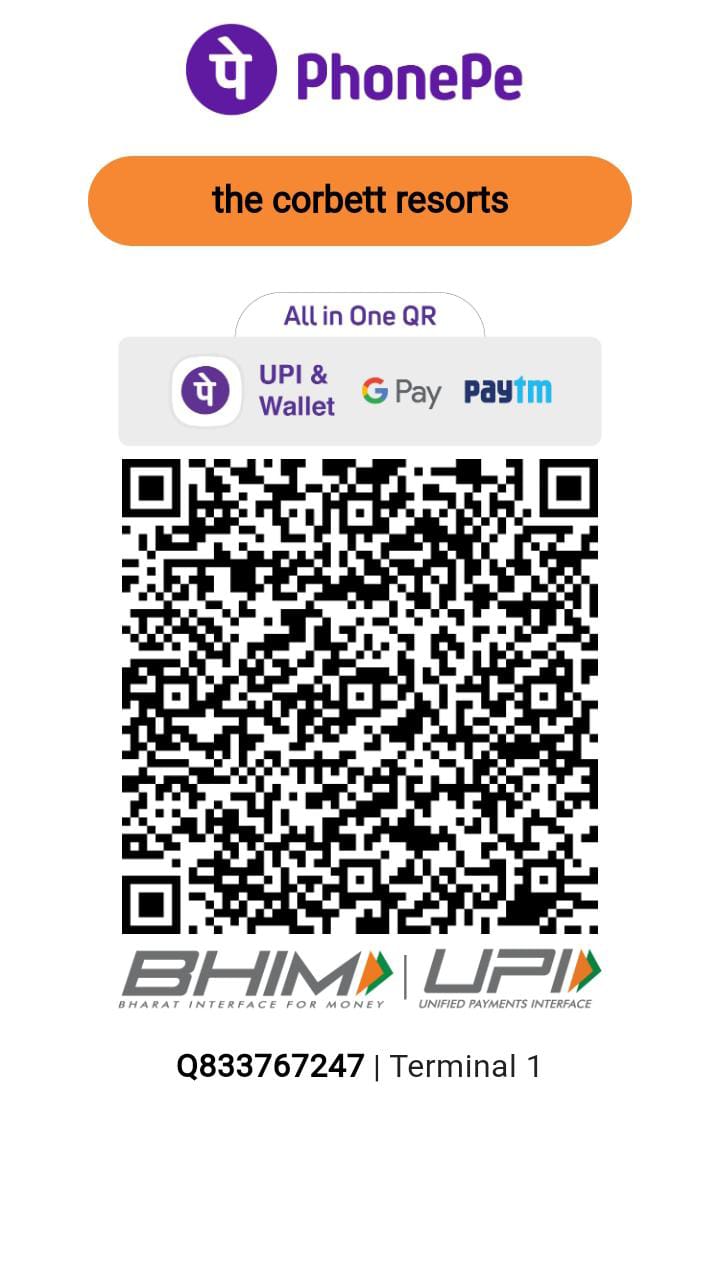 पे PhonePe
the corbett resorts
All in One QR
पे UPI & Wallet G Pay paytm
BHIM | UPI
BHARAT INTERFACE FOR MONEY UNIFIED PAYMENTS INTERFACE
Q833767247 | Terminal 1